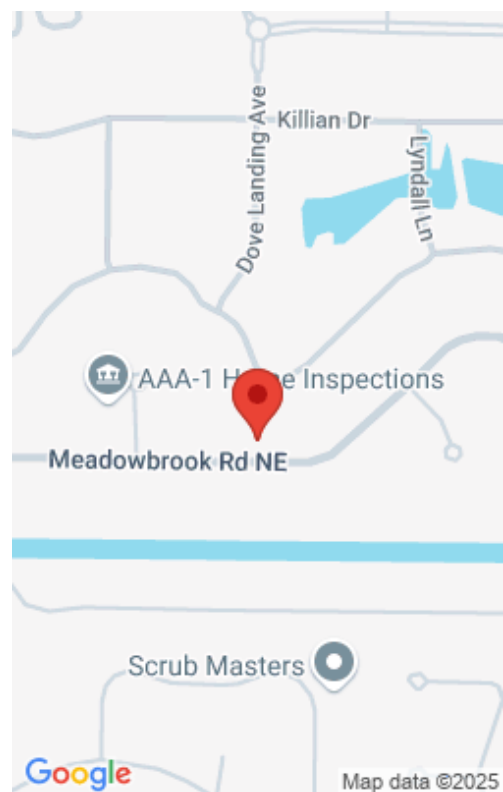 Killian Dr
Dove Landing Ave
Lyndall Ln
AAA-1 Home Inspections
Meadowbrook Rd NE
Scrub Masters
Google
Map data ©2025